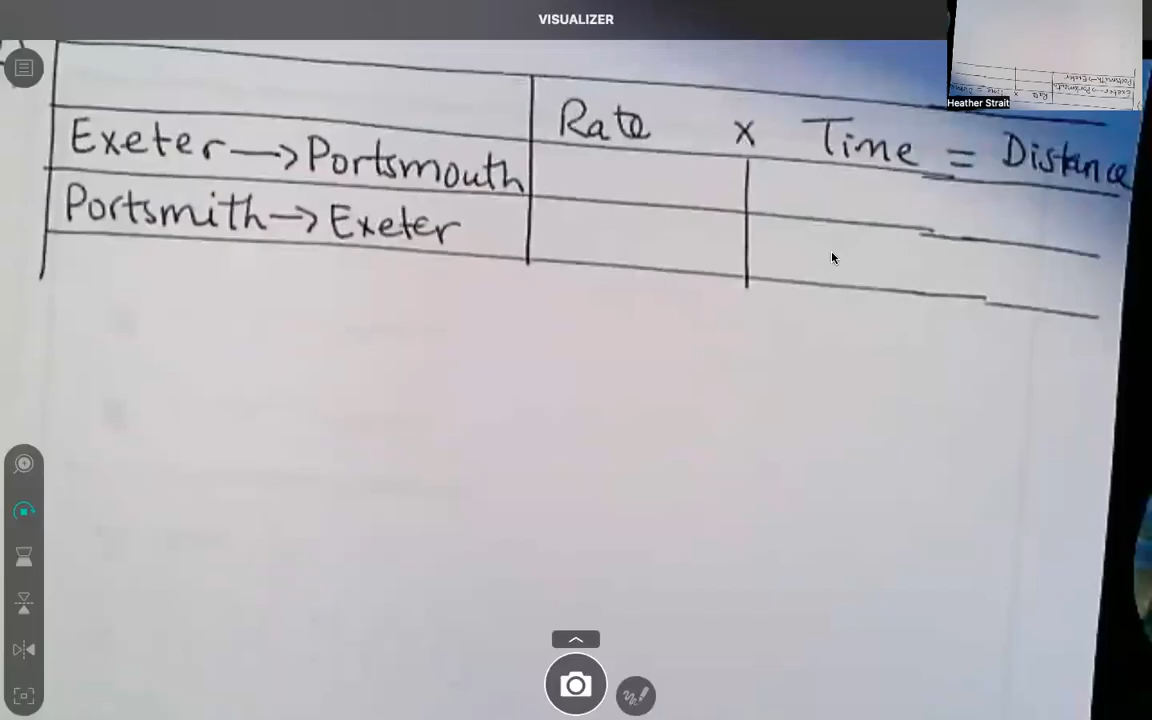 VISUALIZER
Heather Strait
Rate x Time = Distance
Exeter → Portsmouth
Portsmith → Exeter